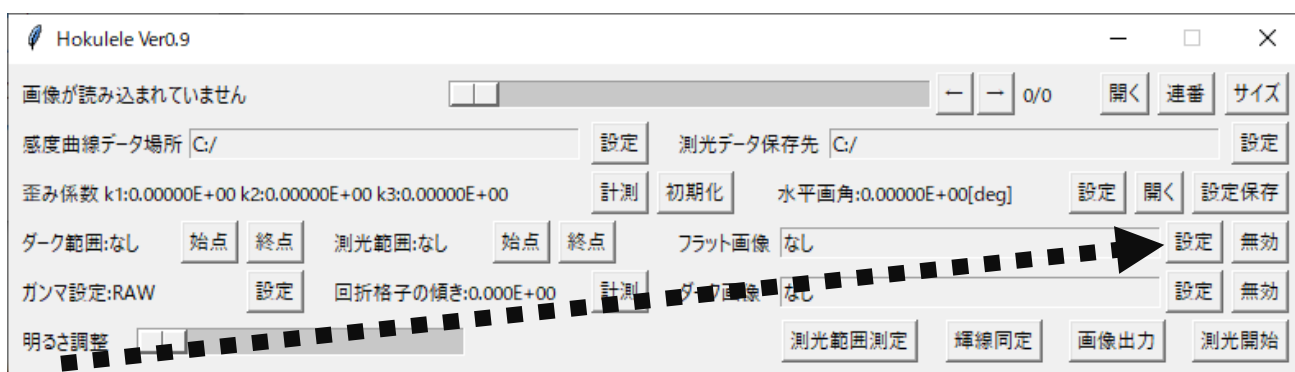 Hokulele Ver0.9
画像が読み込まれていません ← → 0/0 開く 連番 サイズ
感度曲線データ場所 C:/ 設定 測光データ保存先 C:/ 設定
歪み係数 k1:0.00000E+00 k2:0.00000E+00 k3:0.00000E+00 計測 初期化 水平画角:0.00000E+00[deg] 設定 開く 設定保存
ダーク範囲:なし 始点 終点 測光範囲:なし 始点 終点 フラット画像 なし 設定 無効
ガンマ設定:RAW 設定 回折格子の傾き:0.000E+00 計測 ダーク画像 なし 設定 無効
明るさ調整 測光範囲測定 輝線同定 画像出力 測光開始